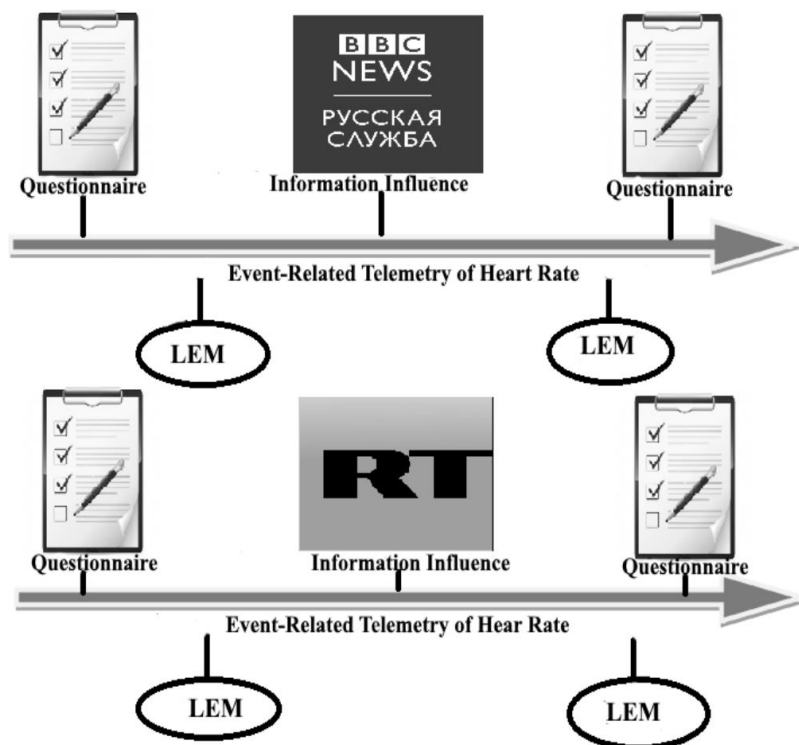 BBC
NEWS
РУССКАЯ
СЛУЖБА
Questionnaire
Information Influence
Questionnaire
Event-Related Telemetry of Heart Rate
LEM
LEM
RT
Questionnaire
Information Influence
Questionnaire
Event-Related Telemetry of Hear Rate
LEM
LEM